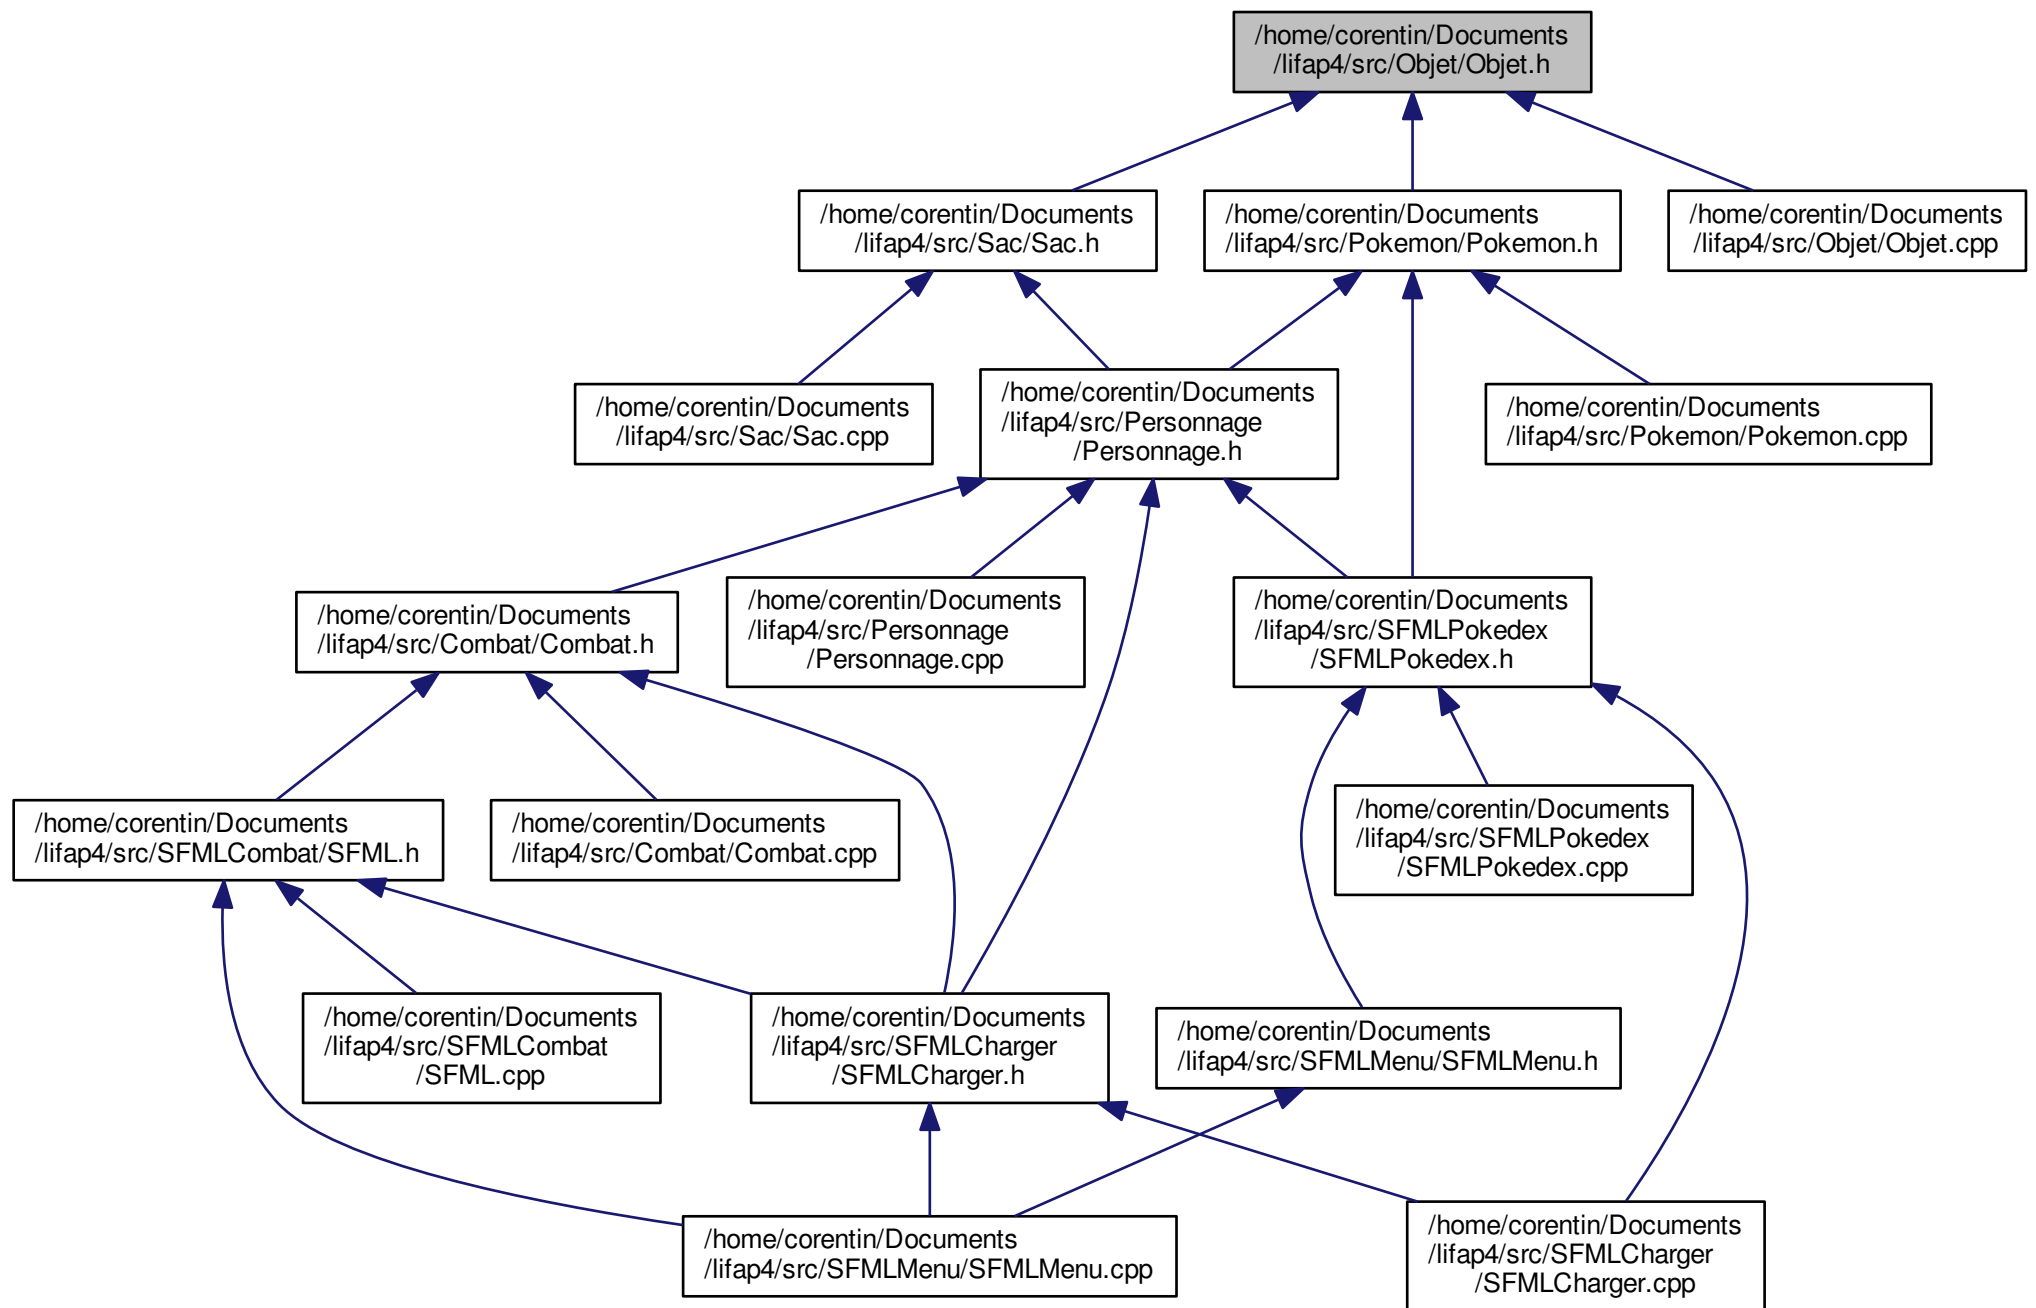 /home/corentin/Documents
/lifap4/src/Objet/Objet.h
/home/corentin/Documents
/lifap4/src/Sac/Sac.h
/home/corentin/Documents
/lifap4/src/Pokemon/Pokemon.h
/home/corentin/Documents
/lifap4/src/Objet/Objet.cpp
/home/corentin/Documents
/lifap4/src/Sac/Sac.cpp
/home/corentin/Documents
/lifap4/src/Personnage
/Personnage.h
/home/corentin/Documents
/lifap4/src/Pokemon/Pokemon.cpp
/home/corentin/Documents
/lifap4/src/Combat/Combat.h
/home/corentin/Documents
/lifap4/src/Personnage
/Personnage.cpp
/home/corentin/Documents
/lifap4/src/SFMLPokedex
/SFMLPokedex.h
/home/corentin/Documents
/lifap4/src/SFMLCombat/SFML.h
/home/corentin/Documents
/lifap4/src/Combat/Combat.cpp
/home/corentin/Documents
/lifap4/src/SFMLPokedex
/SFMLPokedex.cpp
/home/corentin/Documents
/lifap4/src/SFMLCombat
/SFML.cpp
/home/corentin/Documents
/lifap4/src/SFMLCharger
/SFMLCharger.h
/home/corentin/Documents
/lifap4/src/SFMLMenu/SFMLMenu.h
/home/corentin/Documents
/lifap4/src/SFMLMenu/SFMLMenu.cpp
/home/corentin/Documents
/lifap4/src/SFMLCharger
/SFMLCharger.cpp